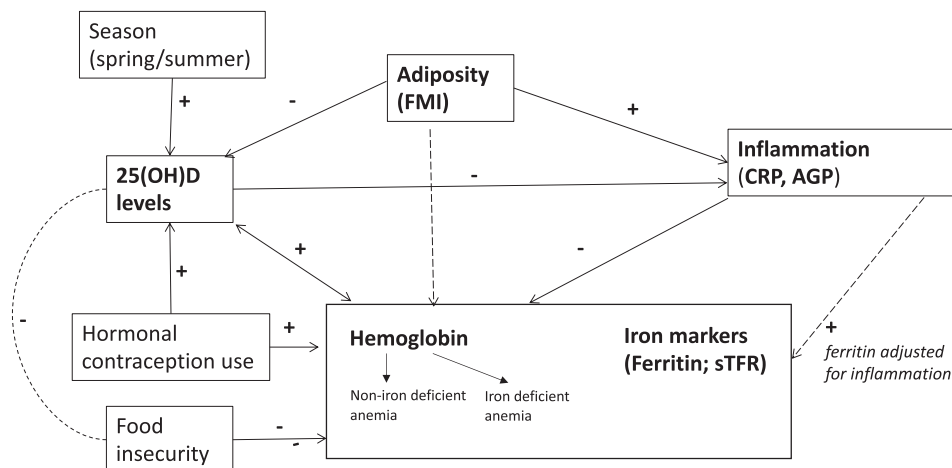 Season
(spring/summer)
Adiposity
(FMI)
+
-
+
Inflammation
(CRP, AGP)
25(OH)D
levels
-
+
-
+
-
Hormonal
contraception use
+
Hemoglobin
Iron markers
(Ferritin; sTFR)
+
ferritin adjusted
for inflammation
Non-iron deficient
anemia
Iron deficient
anemia
Food
insecurity
-
-